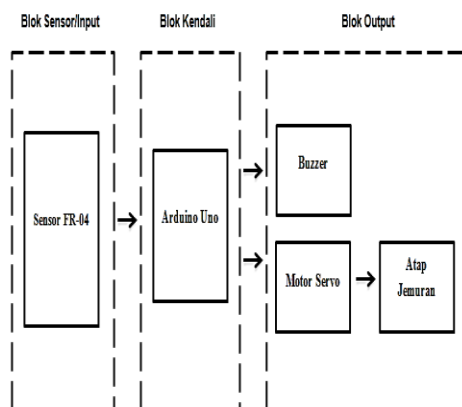 Blok Sensor/Input
Blok Kendali
Blok Output
Sensor FR-04
Arduino Uno
Buzzer
Motor Servo
Atap
Jemuran